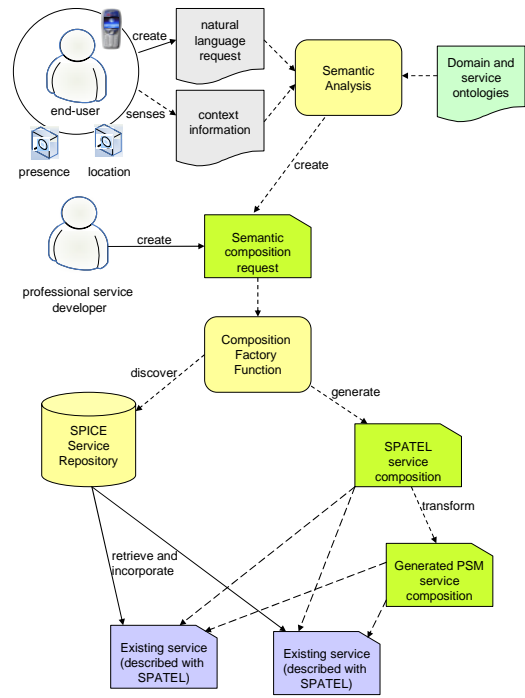 create
natural
language
request
Semantic
Analysis
Domain and
service
ontologies
end-user
senses
context
information
presence
location
create
create
Semantic
composition
request
professional service
developer
Composition
Factory
Function
discover
generate
SPICE
Service
Repository
SPATEL
service
composition
transform
retrieve and
incorporate
Generated PSM
service
composition
Existing service
(described with
SPATEL)
Existing service
(described with
SPATEL)